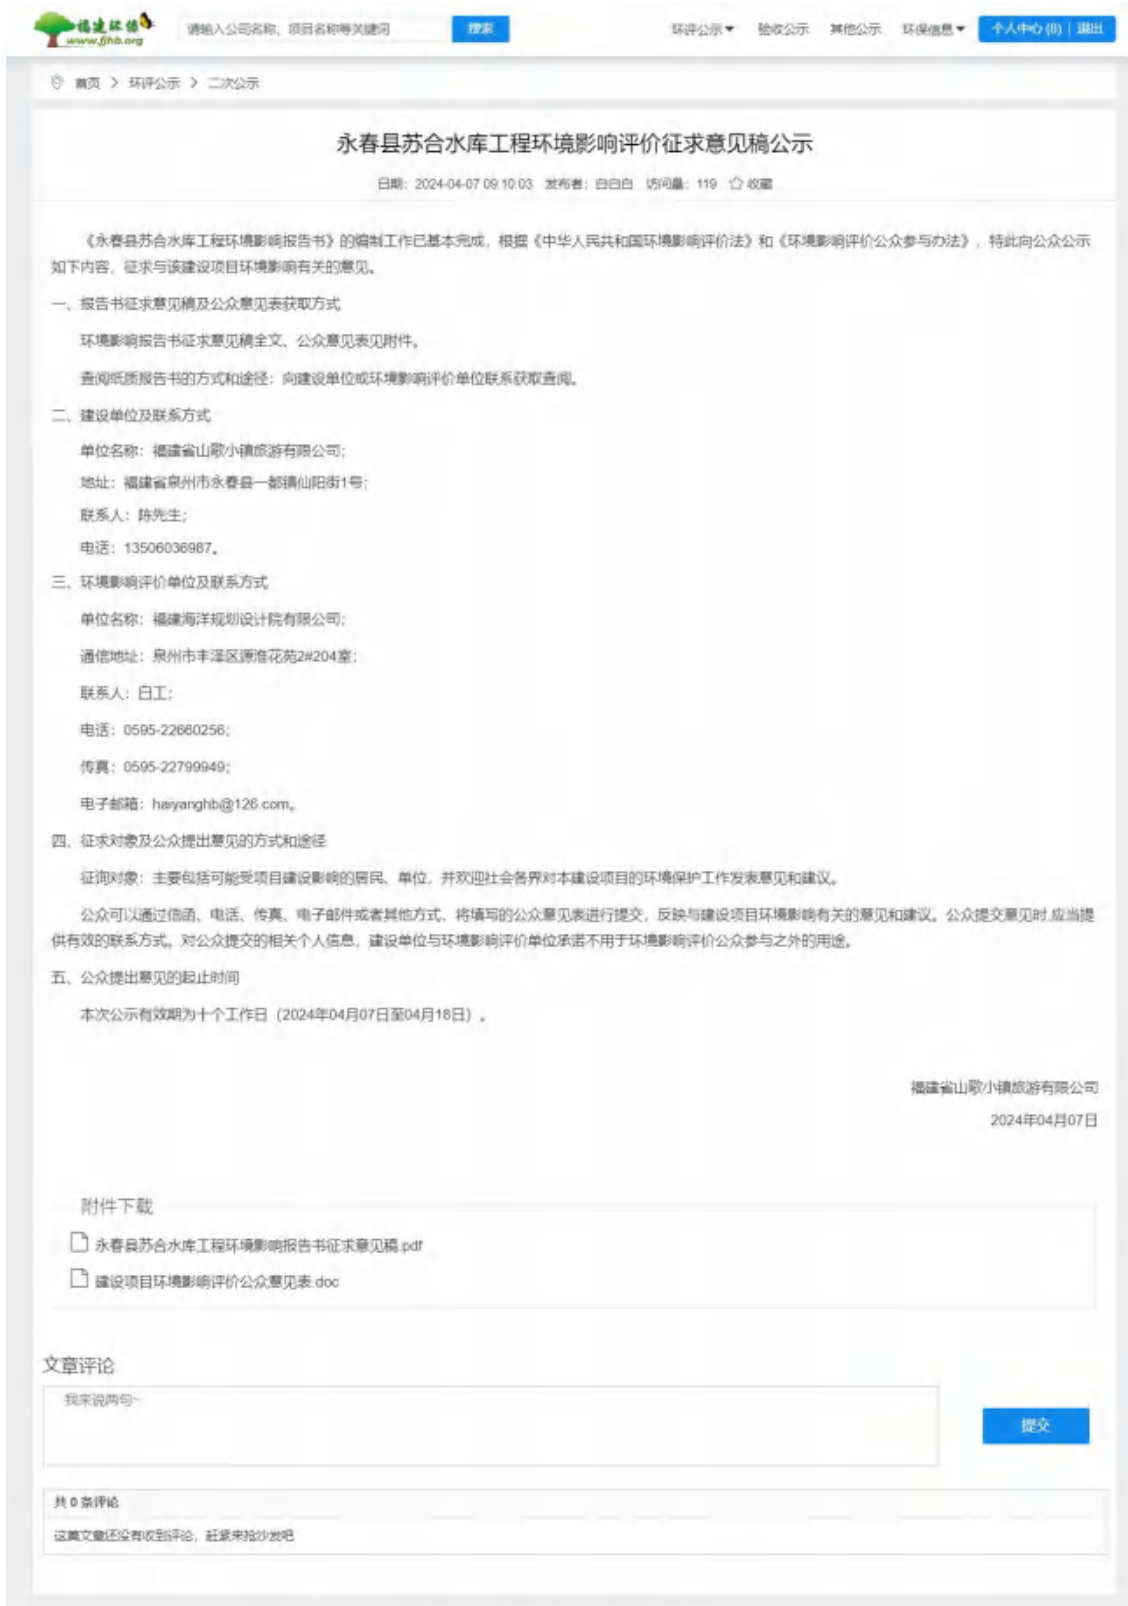 福建环保
www.fjhb.org
请输入公司名称、项目名称等关键词
搜索
环评公示
验收公示
其他公示
环保信息
个人中心 (8) | 退出
首页 > 环评公示 > 二次公示
永春县苏合水库工程环境影响评价征求意见稿公示
日期：2024-04-07 09:10:03 发布者：白白白 访问量：119 收藏
《永春县苏合水库工程环境影响报告书》的编制工作已基本完成，根据《中华人民共和国环境影响评价法》和《环境影响评价公众参与办法》，特此向公众公示
如下内容，征求与该建设项目环境影响有关的意见。
一、报告书征求意见稿及公众意见表获取方式
环境影响报告书征求意见稿全文、公众意见表见附件。
查阅纸质报告书的方式和途径：向建设单位或环境影响评价单位联系获取查阅。
二、建设单位及联系方式
单位名称：福建省山歌小镇旅游有限公司；
地址：福建省泉州市永春县一都镇仙阳街1号；
联系人：陈先生；
电话：13506036987。
三、环境影响评价单位及联系方式
单位名称：福建海洋规划设计院有限公司；
通信地址：泉州市丰泽区源淮花苑2#204室；
联系人：白工；
电话：0595-22660256；
传真：0595-22799949；
电子邮箱：haiyanghb@126.com。
四、征求对象及公众提出意见的方式和途径
征询对象：主要包括可能受项目建设影响的居民、单位，并欢迎社会各界对本建设项目的环境保护工作发表意见和建议。
公众可以通过信函、电话、传真、电子邮件或者其他方式，将填写的公众意见表进行提交，反映与建设项目环境影响有关的意见和建议。公众提交意见时,应当提
供有效的联系方式。对公众提交的相关个人信息，建设单位与环境影响评价单位承诺不用于环境影响评价公众参与之外的用途。
五、公众提出意见的起止时间
本次公示有效期为十个工作日（2024年04月07日至04月18日）。
福建省山歌小镇旅游有限公司
2024年04月07日
附件下载
永春县苏合水库工程环境影响报告书征求意见稿.pdf
建设项目环境影响评价公众意见表.doc
文章评论
我来说两句~
提交
共 0 条评论
这篇文章还没有收到评论，赶紧来抢沙发吧